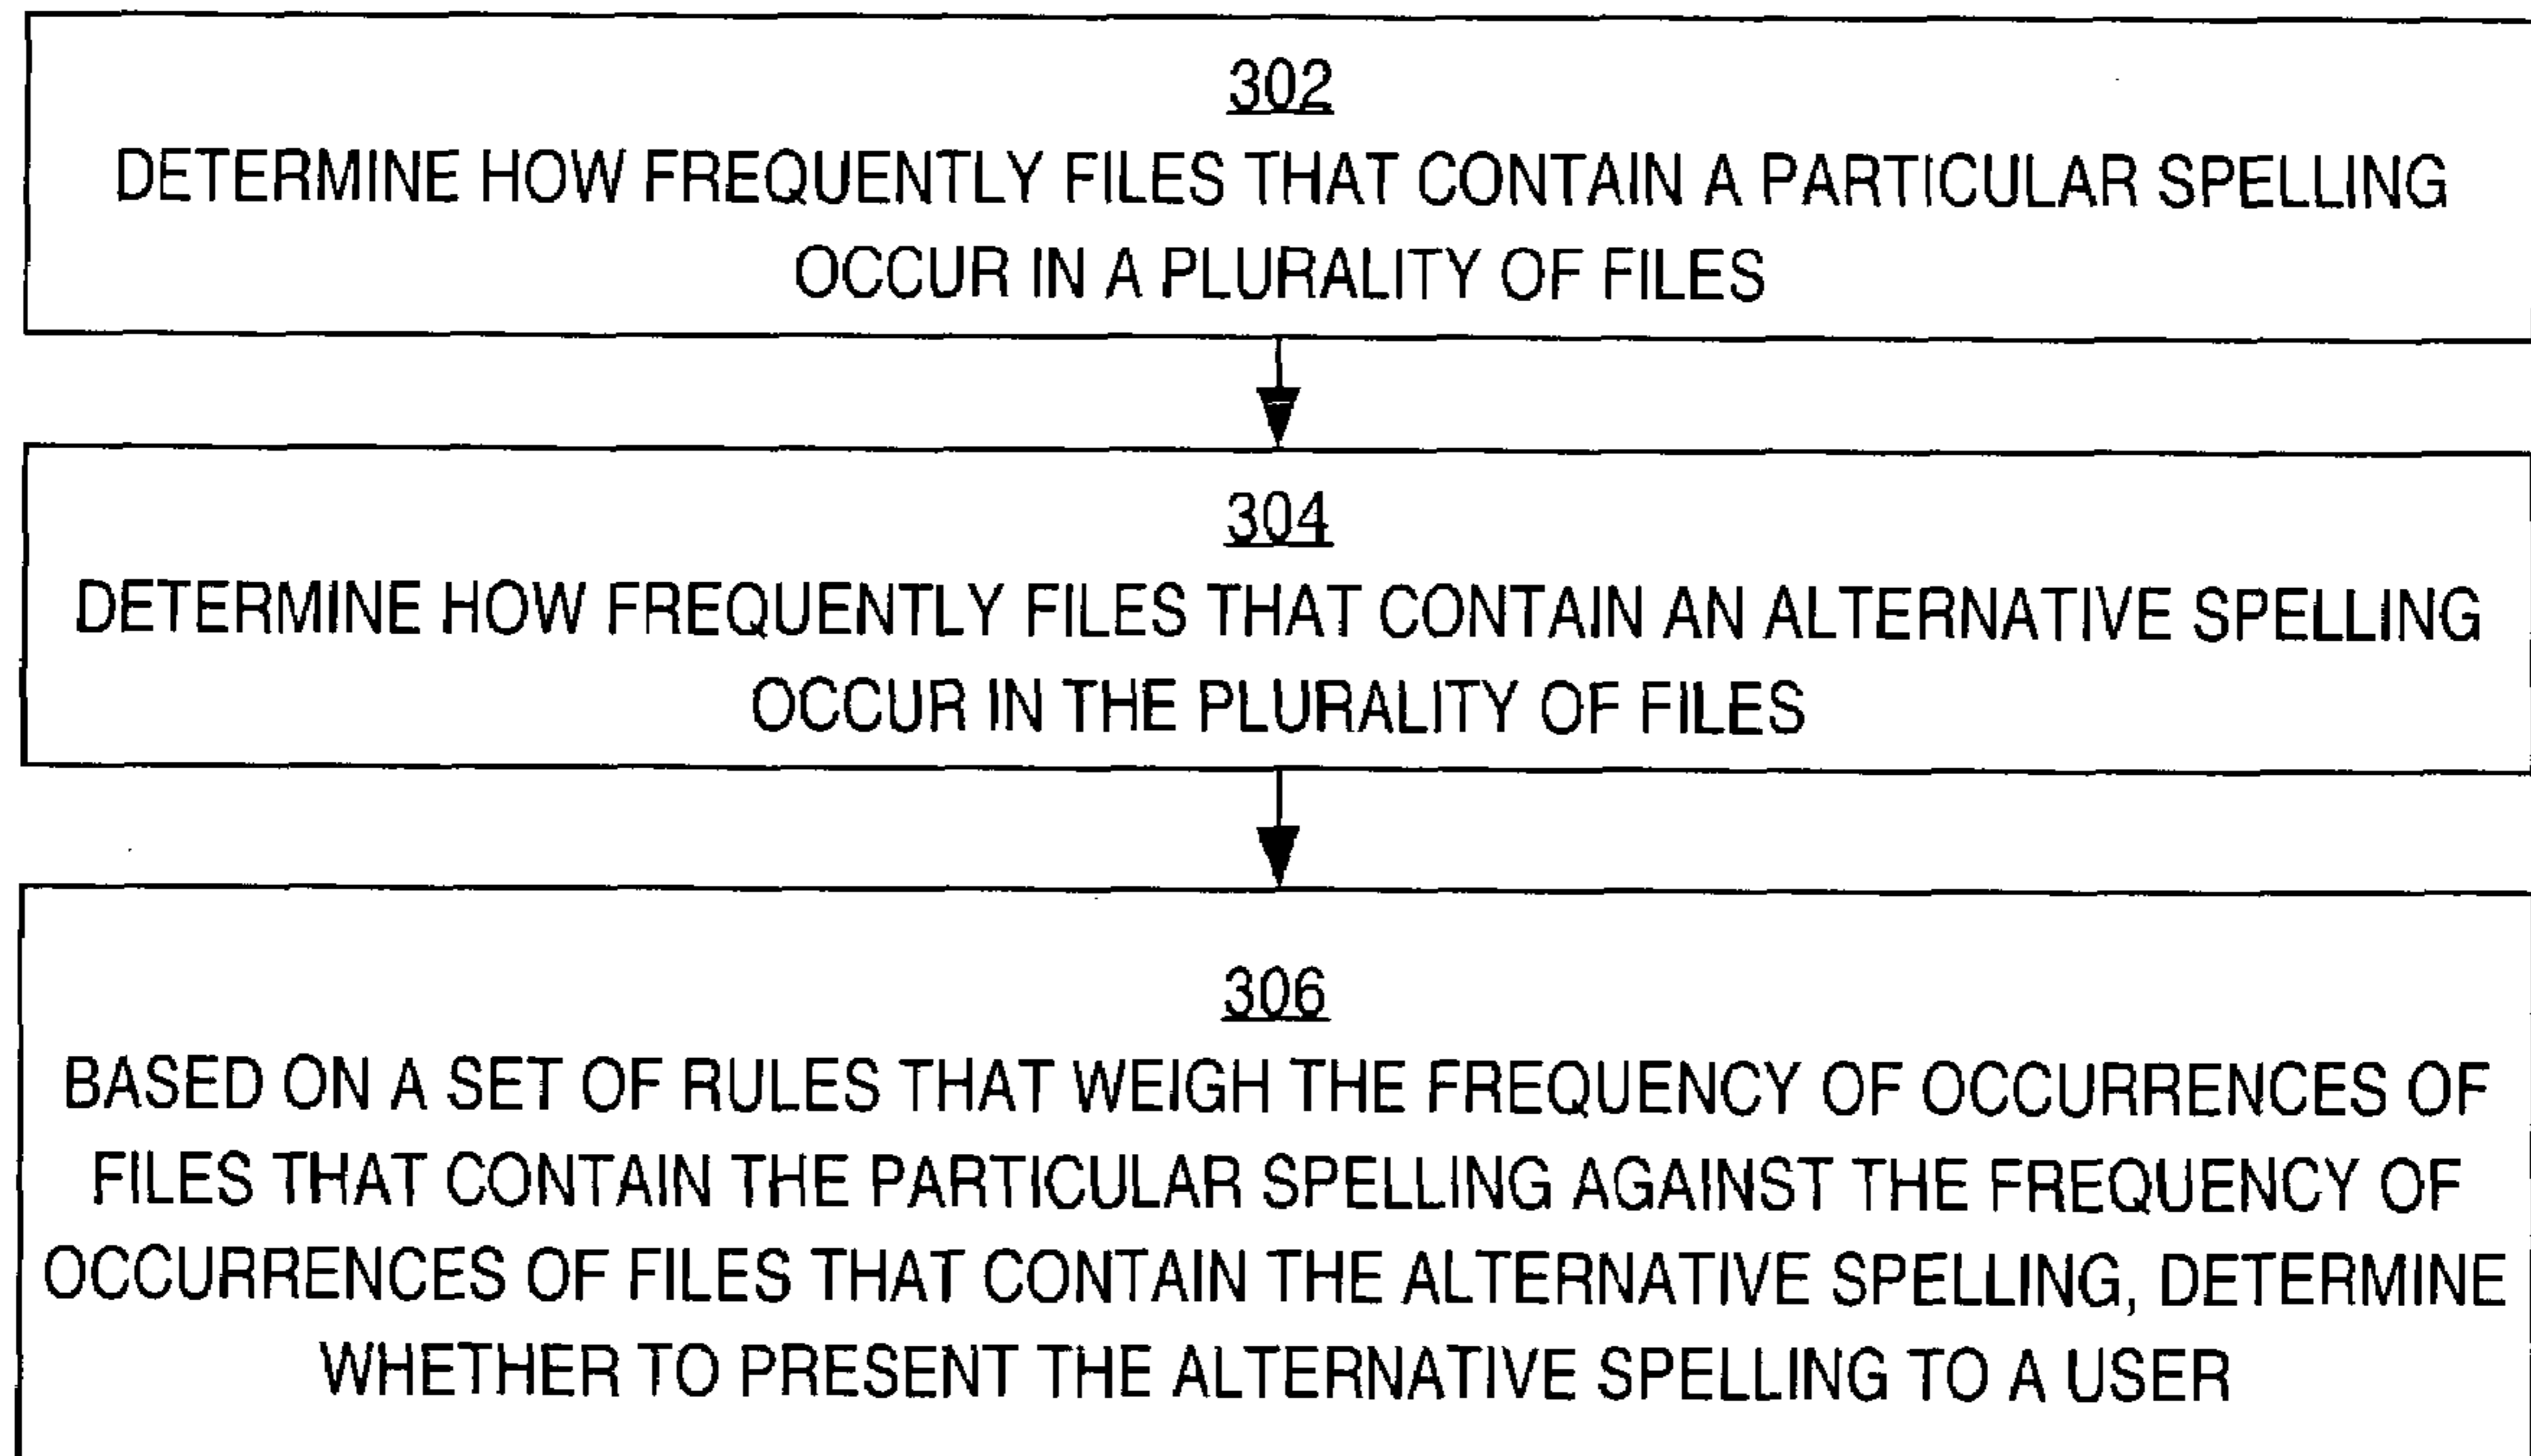 302
DETERMINE HOW FREQUENTLY FILES THAT CONTAIN A PARTICULAR SPELLING
OCCUR IN A PLURALITY OF FILES
304
DETERMINE HOW FREQUENTLY FILES THAT CONTAIN AN ALTERNATIVE SPELLING
OCCUR IN THE PLURALITY OF FILES
306
BASED ON A SET OF RULES THAT WEIGH THE FREQUENCY OF OCCURRENCES OF
FILES THAT CONTAIN THE PARTICULAR SPELLING AGAINST THE FREQUENCY OF
OCCURRENCES OF FILES THAT CONTAIN THE ALTERNATIVE SPELLING, DETERMINE
WHETHER TO PRESENT THE ALTERNATIVE SPELLING TO A USER